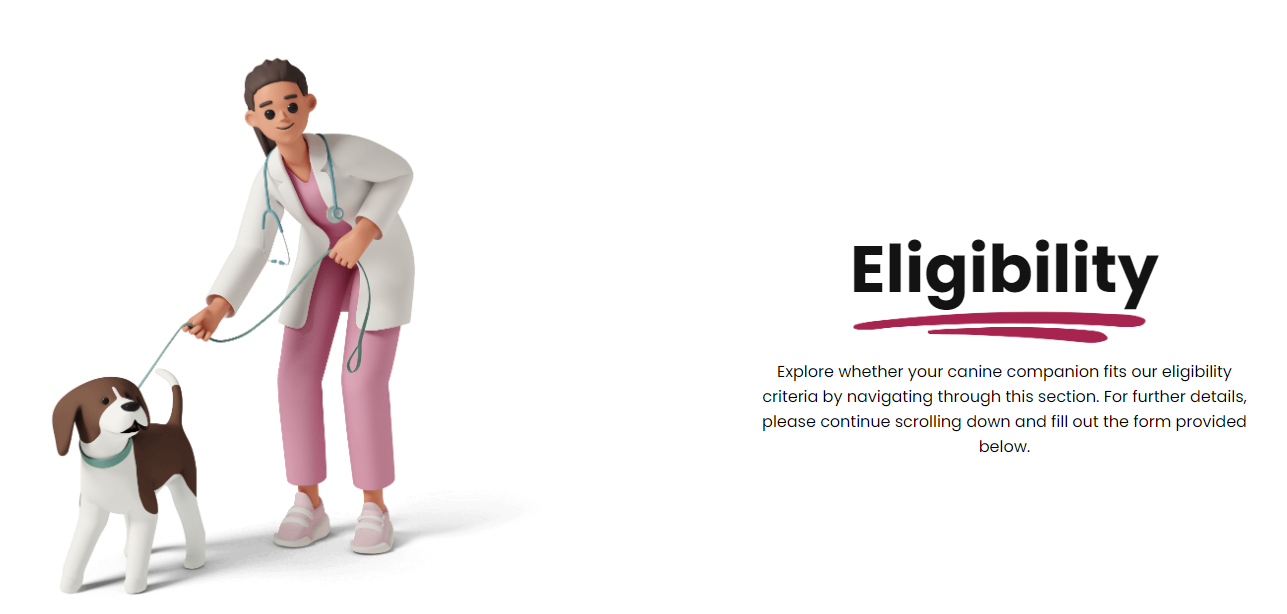 Eligibility
Explore whether your canine companion fits our eligibility
criteria by navigating through this section. For further details,
please continue scrolling down and fill out the form provided
below.